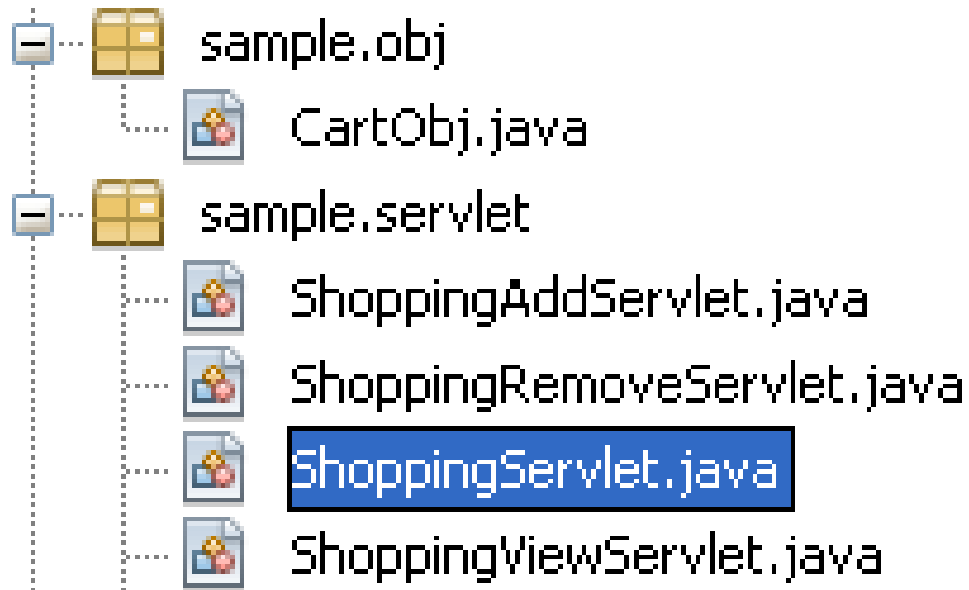 sample.obj
CartObj.java
sample.servlet
ShoppingAddServlet.java
ShoppingRemoveServlet.java
ShoppingServlet.java
ShoppingViewServlet.java